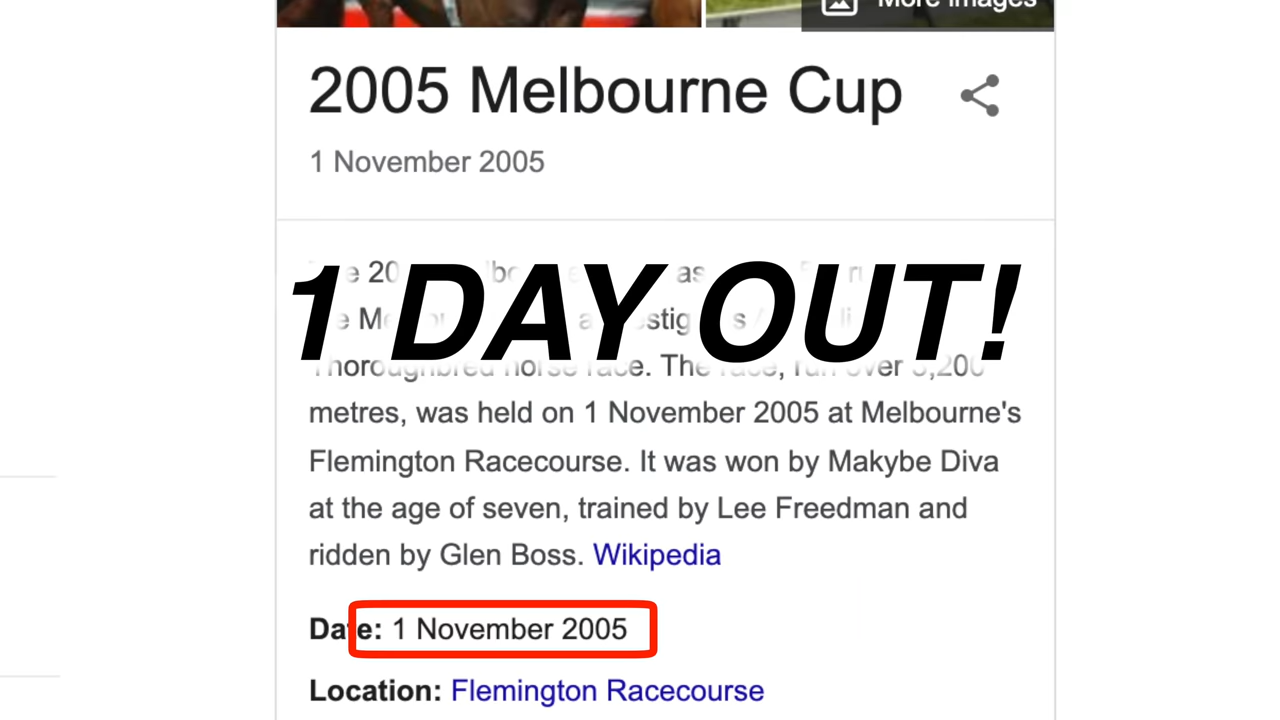 More images
2005 Melbourne Cup
1 November 2005
1 DAY OUT!
race. The
metres, was held on 1 November 2005 at Melbourne's
Flemington Racecourse. It was won by Makybe Diva
at the age of seven, trained by Lee Freedman and
ridden by Glen Boss. Wikipedia
Date: 1 November 2005
Location: Flemington Racecourse